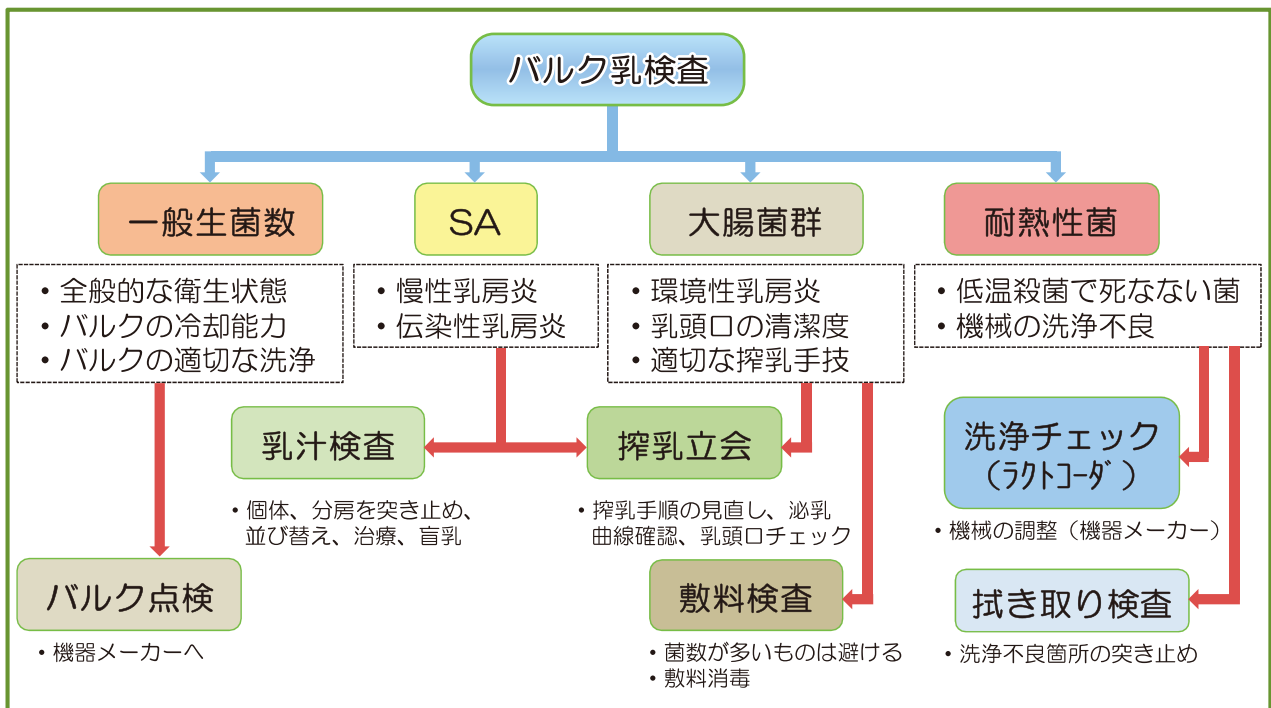 バルク乳検査
一般生菌数
SA
大腸菌群
耐熱性菌
・全般的な衛生状態
・バルクの冷却能力
・バルクの適切な洗浄
・慢性乳房炎
・伝染性乳房炎
・環境性乳房炎
・乳頭口の清潔度
・適切な搾乳手技
・低温殺菌で死なない菌
・機械の洗浄不良
乳汁検査
・個体、分房を突き止め、
並び替え、治療、盲乳
搾乳立会
・搾乳手順の見直し、泌乳
曲線確認、乳頭口チェック
洗浄チェック
（ﾗｸﾄｺｰﾀﾞ）
・機械の調整（機器メーカー）
バルク点検
・機器メーカーへ
敷料検査
・菌数が多いものは避ける
・敷料消毒
拭き取り検査
・洗浄不良箇所の突き止め